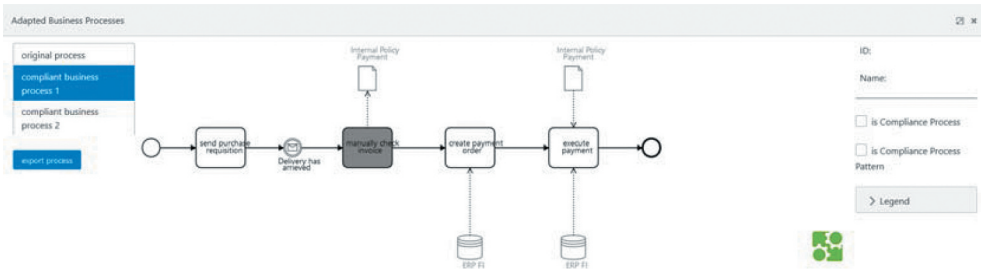 Adapted Business Processes
original process
compliant business
process 1
compliant business
process 2
export process
send purchase
requisition
Delivery has
arrieved
Internal Policy
Payment
manually check
invoice
create payment
order
Internal Policy
Payment
execute
payment
ERP FI
ERP FI
ID:
Name:
is Compliance Process
is Compliance Process
Pattern
Legend